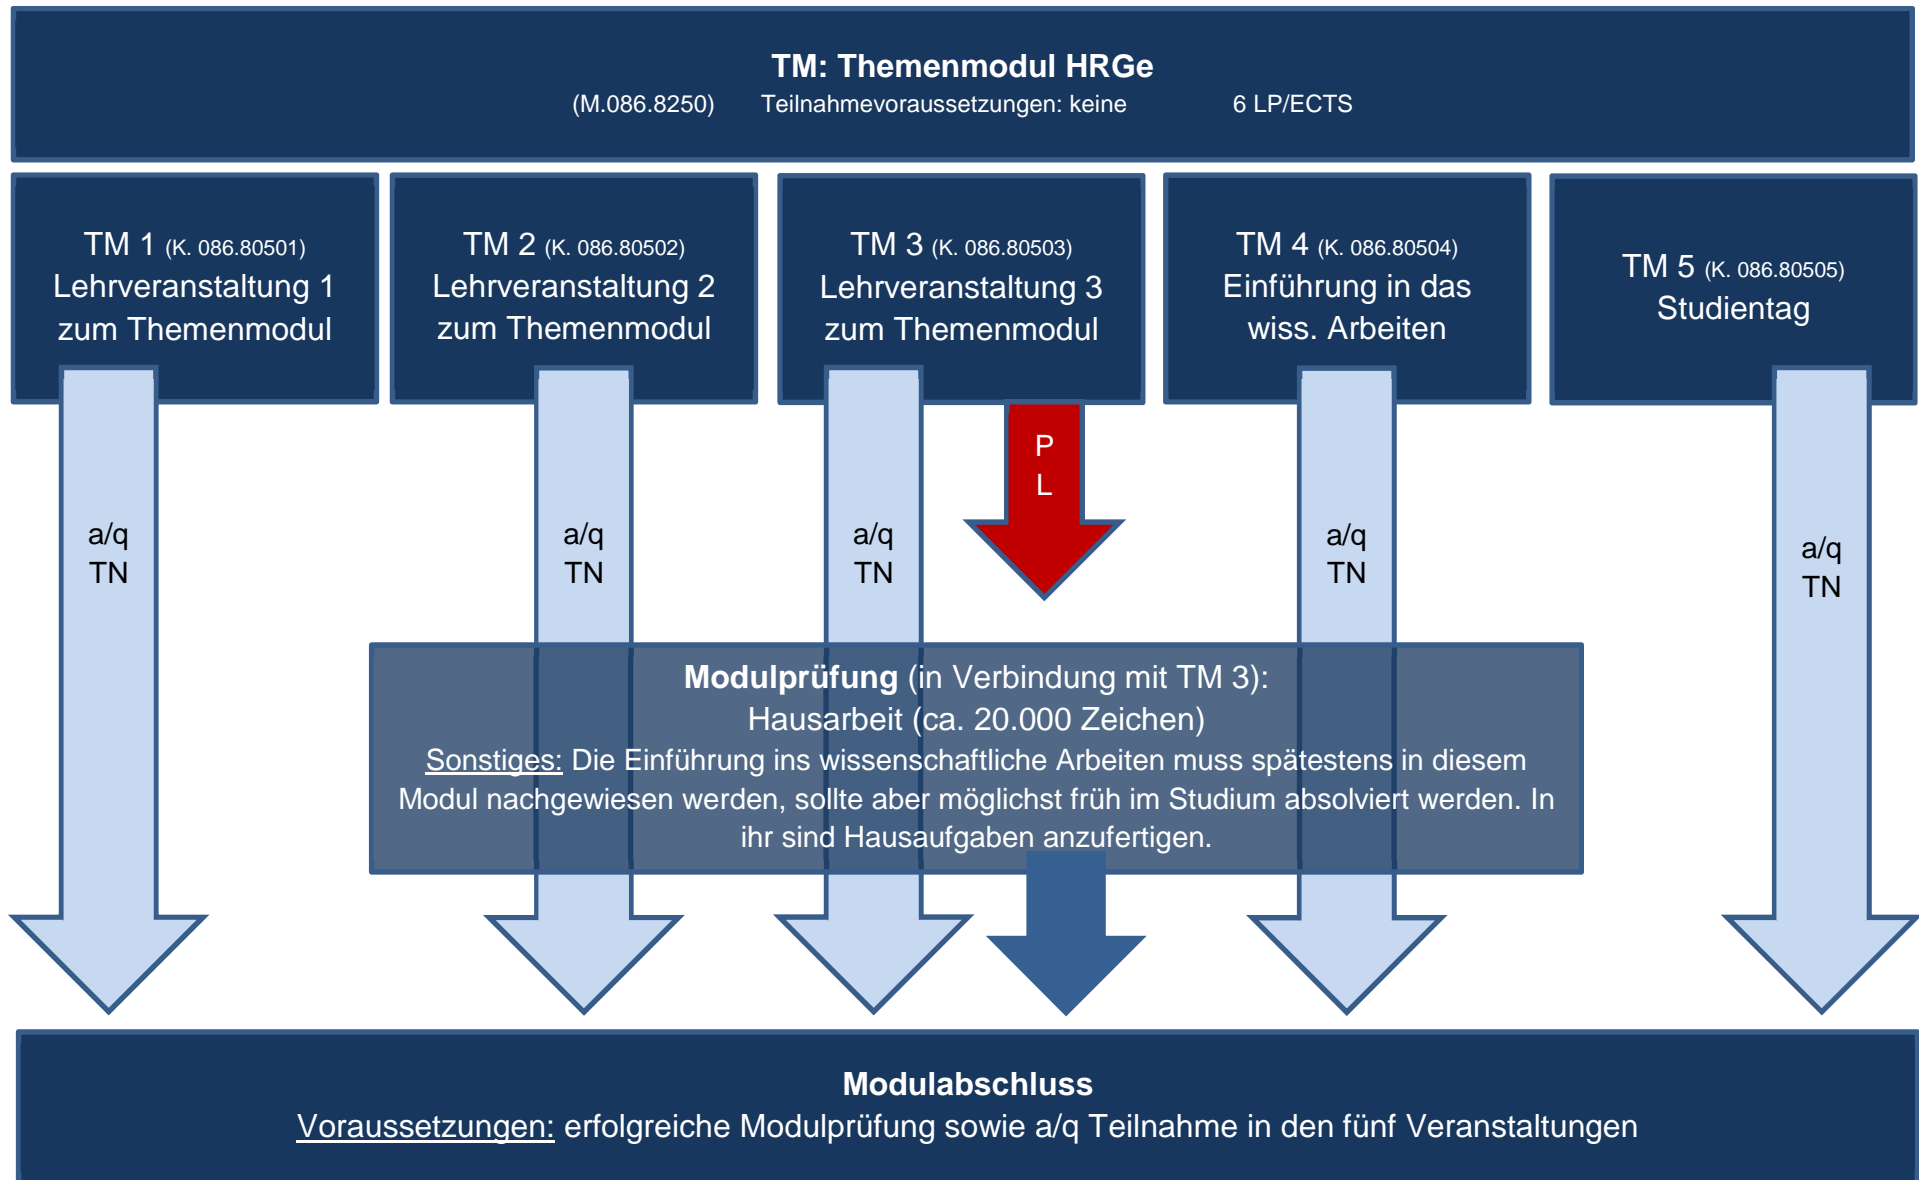 TM: Themenmodul HRGe
(M.086.8250) Teilnahmevoraussetzungen: keine 6 LP/ECTS
TM 1 (K. 086.80501)
Lehrveranstaltung 1
zum Themenmodul
TM 2 (K. 086.80502)
Lehrveranstaltung 2
zum Themenmodul
TM 3 (K. 086.80503)
Lehrveranstaltung 3
zum Themenmodul
TM 4 (K. 086.80504)
Einführung in das
wiss. Arbeiten
TM 5 (K. 086.80505)
Studientag
P
L
a/q
TN
a/q
TN
a/q
TN
a/q
TN
a/q
TN
Modulprüfung (in Verbindung mit TM 3):
Hausarbeit (ca. 20.000 Zeichen)
Sonstiges: Die Einführung ins wissenschaftliche Arbeiten muss spätestens in diesem
Modul nachgewiesen werden, sollte aber möglichst früh im Studium absolviert werden. In
ihr sind Hausaufgaben anzufertigen.
Modulabschluss
Voraussetzungen: erfolgreiche Modulprüfung sowie a/q Teilnahme in den fünf Veranstaltungen